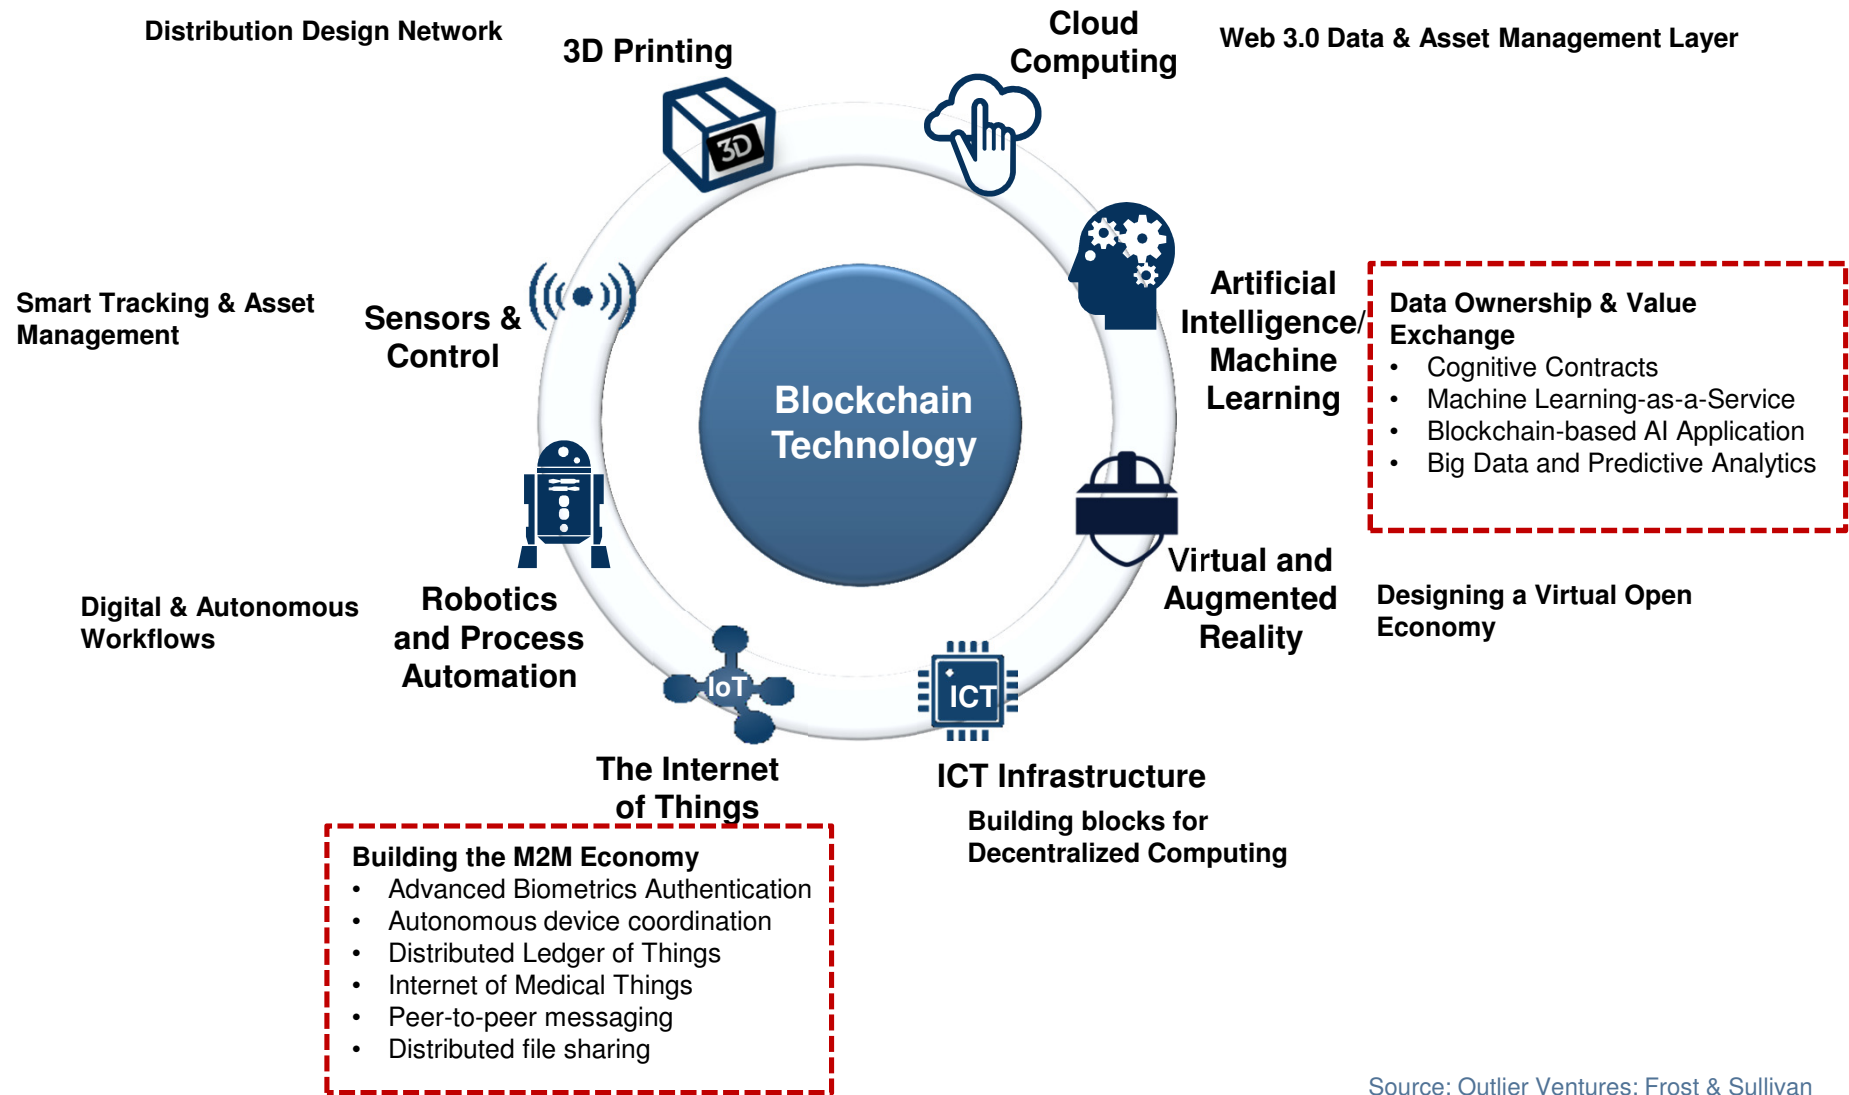 Distribution Design Network
3D Printing
3D
Cloud
Computing
Web 3.0 Data & Asset Management Layer
Smart Tracking & Asset
Management
Sensors &
Control
Artificial
Intelligence/
Machine
Learning
Data Ownership & Value
Exchange
• Cognitive Contracts
• Machine Learning-as-a-Service
• Blockchain-based AI Application
• Big Data and Predictive Analytics
Blockchain
Technology
Digital & Autonomous
Workflows
Robotics
and Process
Automation
Virtual and
Augmented
Reality
Designing a Virtual Open
Economy
IoT
The Internet
of Things
ICT
ICT Infrastructure
Building blocks for
Decentralized Computing
Building the M2M Economy
• Advanced Biometrics Authentication
• Autonomous device coordination
• Distributed Ledger of Things
• Internet of Medical Things
• Peer-to-peer messaging
• Distributed file sharing
Source: Outlier Ventures; Frost & Sullivan